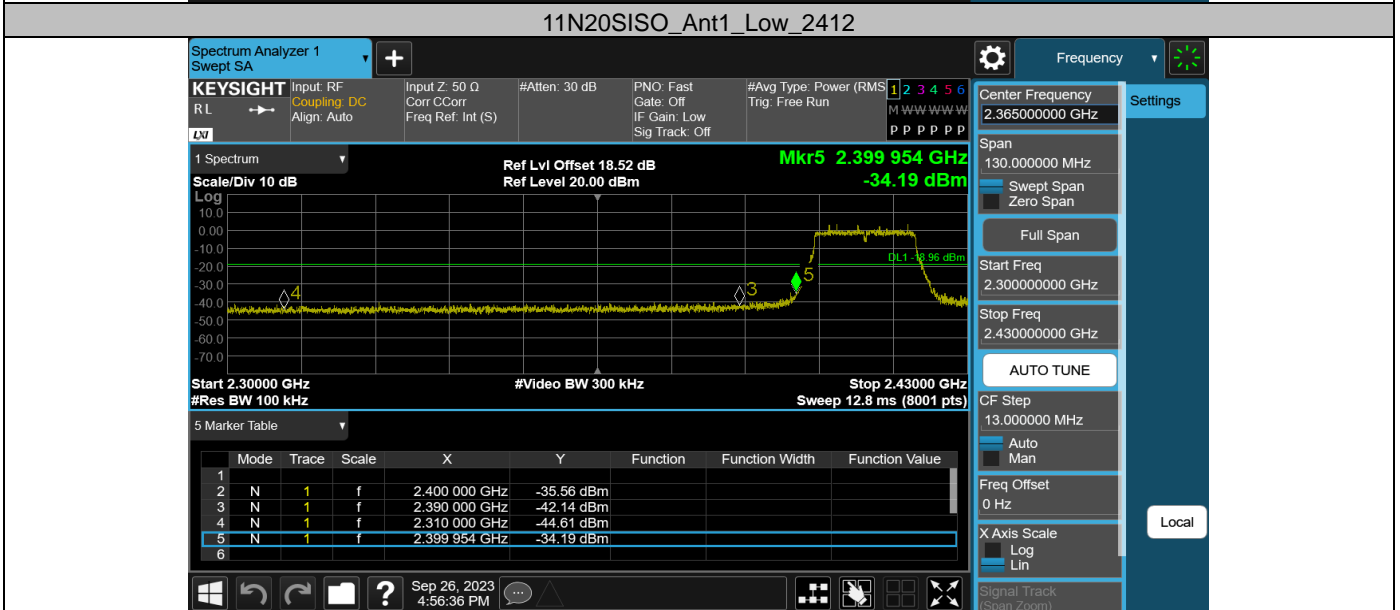 11N20SISO_Ant1_Low_2412
Spectrum Analyzer 1
Swept SA
Frequency
KEYSIGHT
RL
LXI
Input: RF
Coupling: DC
Align: Auto
Input Z: 50 Ω
Corr CCorr
Freq Ref: Int (S)
#Atten: 30 dB
PNO: Fast
Gate: Off
IF Gain: Low
Sig Track: Off
#Avg Type: Power (RMS
Trig: Free Run
1 2 3 4 5 6
M W W W W W
P P P P P P
1 Spectrum
Scale/Div 10 dB
Ref Lvl Offset 18.52 dB
Ref Level 20.00 dBm
Mkr5 2.399 954 GHz
-34.19 dBm
Log
10.0
0.00
-10.0
-20.0
-30.0
-40.0
-50.0
-60.0
-70.0
DL1 -18.96 dBm
4
3
5
Start 2.30000 GHz
#Video BW 300 kHz
Stop 2.43000 GHz
#Res BW 100 kHz
Sweep 12.8 ms (8001 pts)
5 Marker Table
Mode Trace Scale X Y Function Function Width Function Value
1
2 N 1 f 2.400 000 GHz -35.56 dBm
3 N 1 f 2.390 000 GHz -42.14 dBm
4 N 1 f 2.310 000 GHz -44.61 dBm
5 N 1 f 2.399 954 GHz -34.19 dBm
6
Sep 26, 2023
4:56:36 PM
Center Frequency
2.365000000 GHz
Span
130.000000 MHz
Swept Span
Zero Span
Full Span
Start Freq
2.300000000 GHz
Stop Freq
2.430000000 GHz
AUTO TUNE
CF Step
13.000000 MHz
Auto
Man
Freq Offset
0 Hz
X Axis Scale
Log
Lin
Signal Track
(Span Zoom)
Settings
Local